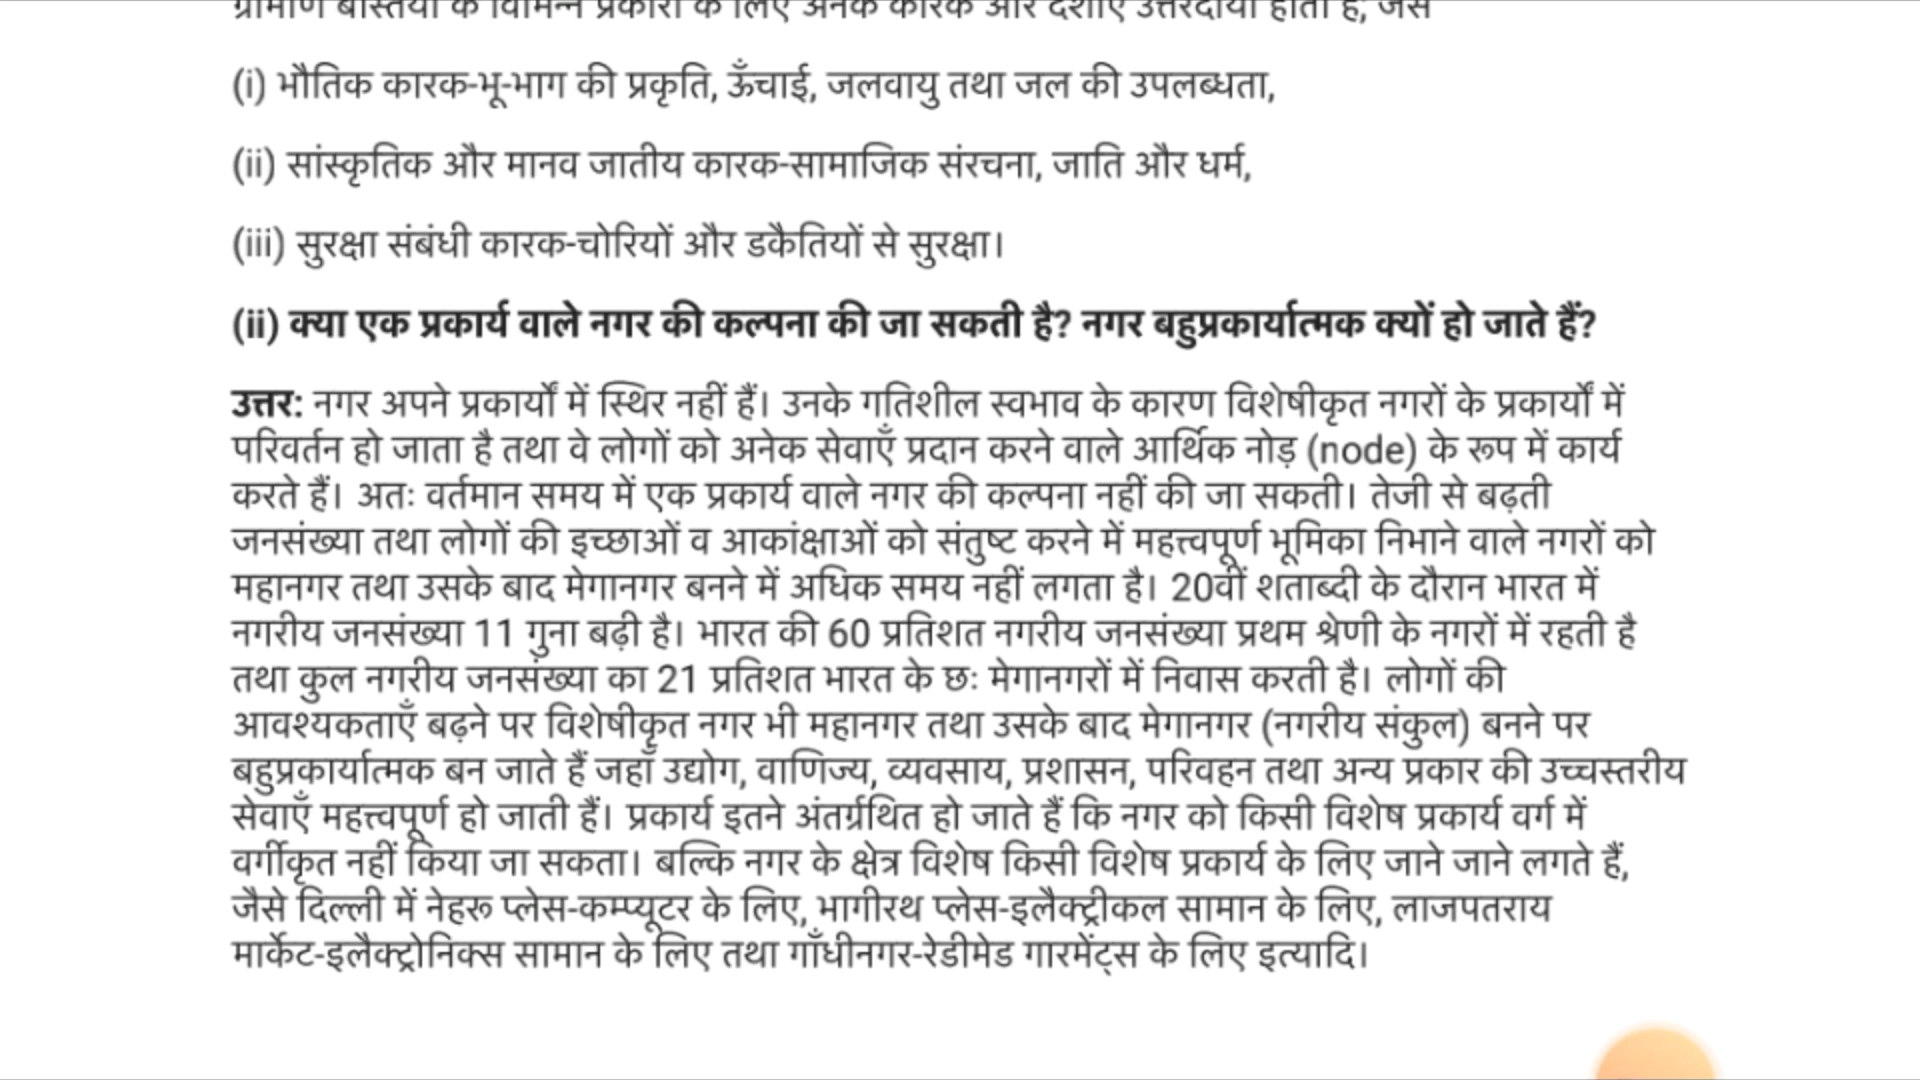 ग्रामीण बस्तियों के विभिन्न प्रकारों के लिए अनेक कारक और दशाएँ उत्तरदायी होती हैं, जैसे
(i) भौतिक कारक-भू-भाग की प्रकृति, ऊँचाई, जलवायु तथा जल की उपलब्धता,
(ii) सांस्कृतिक और मानव जातीय कारक-सामाजिक संरचना, जाति और धर्म,
(iii) सुरक्षा संबंधी कारक-चोरियों और डकैतियों से सुरक्षा।
(ii) क्या एक प्रकार्य वाले नगर की कल्पना की जा सकती है? नगर बहुप्रकार्यात्मक क्यों हो जाते हैं?
उत्तर: नगर अपने प्रकार्यों में स्थिर नहीं हैं। उनके गतिशील स्वभाव के कारण विशेषीकृत नगरों के प्रकार्यों में
परिवर्तन हो जाता है तथा वे लोगों को अनेक सेवाएँ प्रदान करने वाले आर्थिक नोड़ (node) के रूप में कार्य
करते हैं। अतः वर्तमान समय में एक प्रकार्य वाले नगर की कल्पना नहीं की जा सकती। तेजी से बढ़ती
जनसंख्या तथा लोगों की इच्छाओं व आकांक्षाओं को संतुष्ट करने में महत्त्वपूर्ण भूमिका निभाने वाले नगरों को
महानगर तथा उसके बाद मेगानगर बनने में अधिक समय नहीं लगता है। 20वीं शताब्दी के दौरान भारत में
नगरीय जनसंख्या 11 गुना बढ़ी है। भारत की 60 प्रतिशत नगरीय जनसंख्या प्रथम श्रेणी के नगरों में रहती है
तथा कुल नगरीय जनसंख्या का 21 प्रतिशत भारत के छः मेगानगरों में निवास करती है। लोगों की
आवश्यकताएँ बढ़ने पर विशेषीकृत नगर भी महानगर तथा उसके बाद मेगानगर (नगरीय संकुल) बनने पर
बहुप्रकार्यात्मक बन जाते हैं जहाँ उद्योग, वाणिज्य, व्यवसाय, प्रशासन, परिवहन तथा अन्य प्रकार की उच्चस्तरीय
सेवाएँ महत्त्वपूर्ण हो जाती हैं। प्रकार्य इतने अंतर्ग्रथित हो जाते हैं कि नगर को किसी विशेष प्रकार्य वर्ग में
वर्गीकृत नहीं किया जा सकता। बल्कि नगर के क्षेत्र विशेष किसी विशेष प्रकार्य के लिए जाने जाने लगते हैं,
जैसे दिल्ली में नेहरू प्लेस-कम्प्यूटर के लिए, भागीरथ प्लेस-इलैक्ट्रीकल सामान के लिए, लाजपतराय
मार्केट-इलैक्ट्रोनिक्स सामान के लिए तथा गाँधीनगर-रेडीमेड गारमेंट्स के लिए इत्यादि।